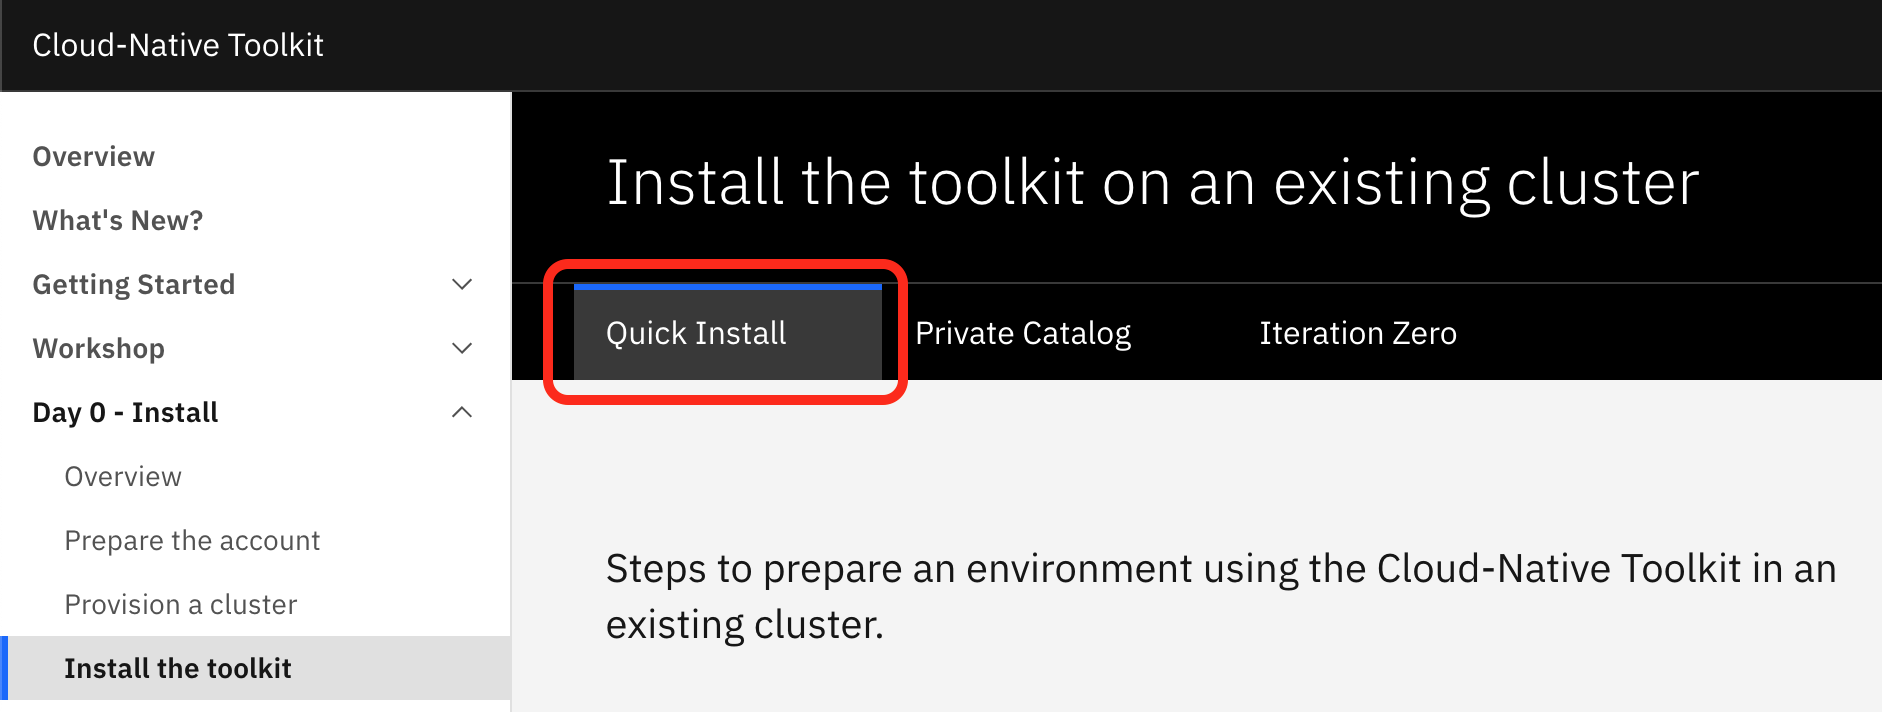 Cloud-Native Toolkit
Overview
What's New?
Getting Started
Workshop
Day 0 - Install
Overview
Prepare the account
Provision a cluster
Install the toolkit
Install the toolkit on an existing cluster
Quick Install
Private Catalog
Iteration Zero
Steps to prepare an environment using the Cloud-Native Toolkit in an
existing cluster.